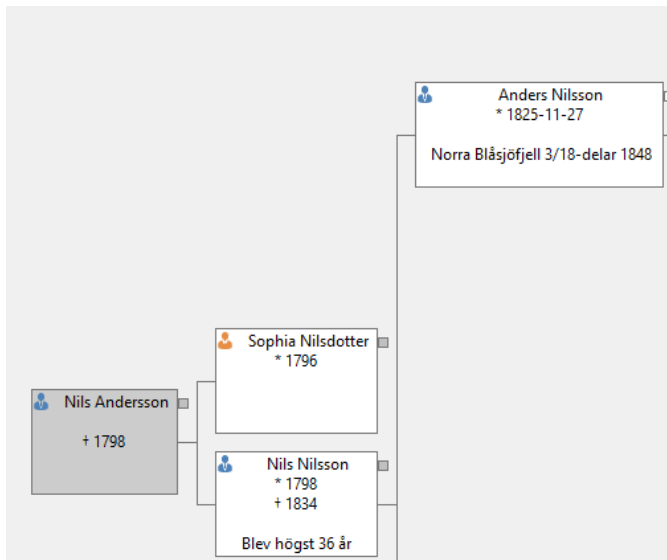 Anders Nilsson
* 1825-11-27
Norra Blåsjöfjell 3/18-delar 1848
Sophia Nilsdotter
* 1796
Nils Andersson
† 1798
Nils Nilsson
* 1798
† 1834
Blev högst 36 år